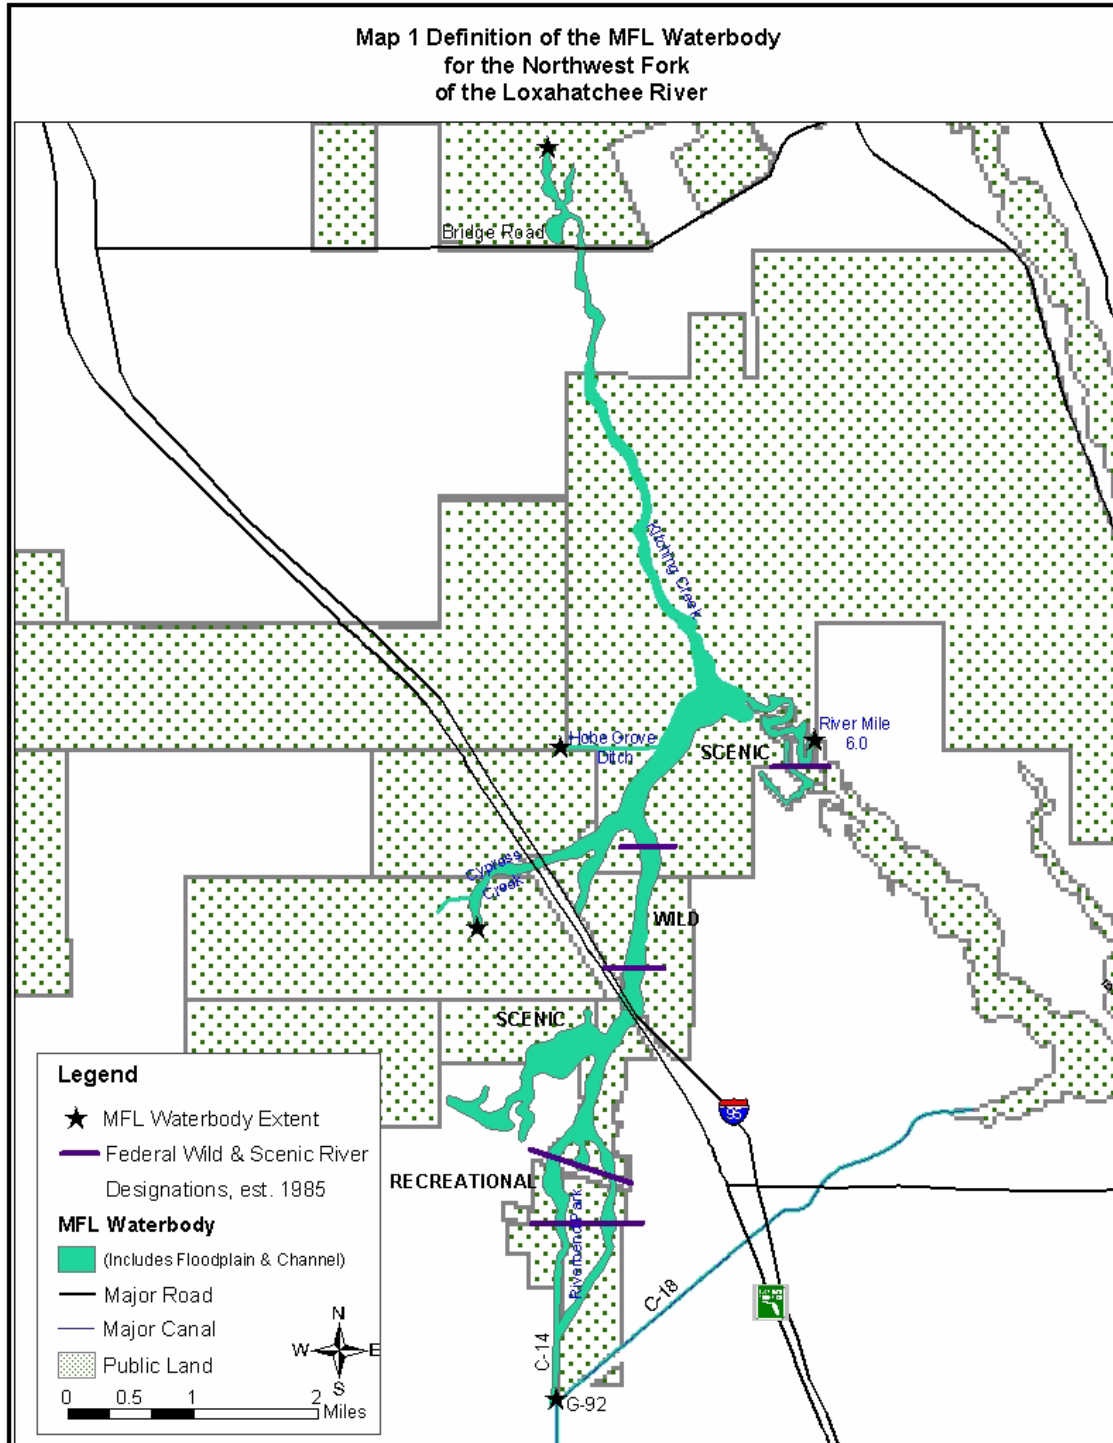 Map 1 Definition of the MFL Waterbody
for the Northwest Fork
of the Loxahatchee River
Bridge Road
Kitching Creek
River Mile
6.0
Hobe Grove
Ditch
SCENIC
Cypress
Creek
WILD
SCENIC
95
RECREATIONAL
Riverbend Park
C-18
C-14
G-92
Legend
MFL Waterbody Extent
Federal Wild & Scenic River
Designations, est. 1985
MFL Waterbody
(Includes Floodplain & Channel)
Major Road
Major Canal
Public Land
N
W E
S
0 0.5 1 2
Miles